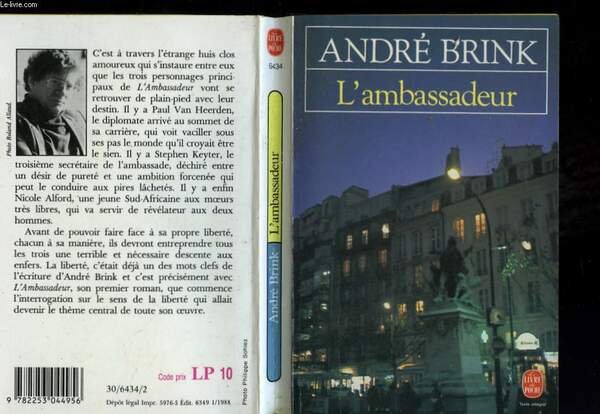 Le-livre.com
Photo Roland Allard.
C'est à travers l'étrange huis clos
amoureux qui s'instaure entre eux
que les trois personnages princi-
paux de L'Ambassadeur vont se
retrouver de plain-pied avec leur
destin. Il y a Paul Van Heerden,
le diplomate arrivé au sommet de
sa carrière, qui voit vaciller sous
ses pas le monde qu'il croyait être
le sien. Il y a Stephen Keyter, le
troisième secrétaire de l'ambassade, déchiré entre
un désir de pureté et une ambition forcenée qui
peut le conduire aux pires lâchetés. Il y a enfin
Nicole Alford, une jeune Sud-Africaine aux mœurs
très libres, qui va servir de révélateur aux deux
hommes.
Avant de pouvoir faire face à sa propre liberté,
chacun à sa manière, ils devront entreprendre tous
les trois une terrible et nécessaire descente aux
enfers. La liberté, c'était déjà un des mots clefs de
l'écriture d'André Brink et c'est précisément avec
L'Ambassadeur, son premier roman, que commence
l'interrogation sur le sens de la liberté qui allait
devenir le thème central de toute son œuvre.
9 782253 044956
30/6434/2
Code prix LP 10
Dépôt légal Impr. 5976-5 Édit. 6349 1/1988
Photo Philippe Sohiez
LE LIVRE DE POCHE
6434
L'ambassadeur
André Brink
ANDRÉ BRINK
L'ambassadeur
LE LIVRE DE POCHE
Texte intégral